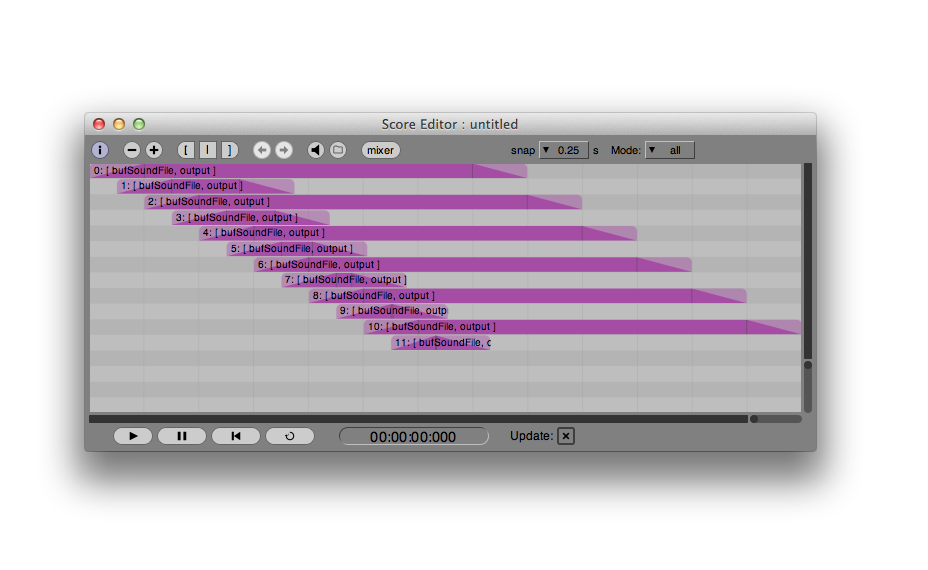 Score Editor : untitled
i [ | ] mixer snap ▼ 0.25 s Mode: ▼ all
0: [ bufSoundFile, output ]
1: [ bufSoundFile, output ]
2: [ bufSoundFile, output ]
3: [ bufSoundFile, output ]
4: [ bufSoundFile, output ]
5: [ bufSoundFile, output ]
6: [ bufSoundFile, output ]
7: [ bufSoundFile, output ]
8: [ bufSoundFile, output ]
9: [ bufSoundFile, outp
10: [ bufSoundFile, output ]
11: [ bufSoundFile, o
00:00:00:000 Update: x